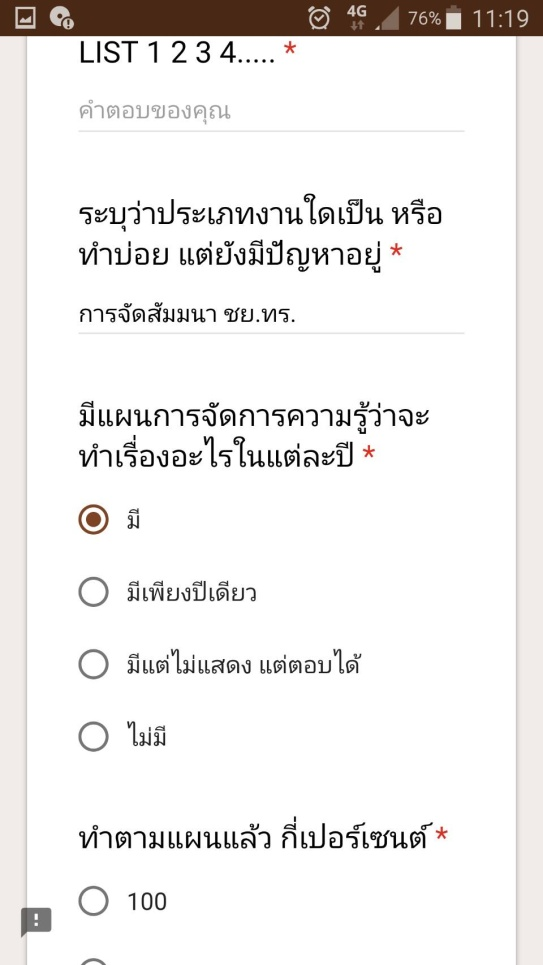 4G 76% 11:19
LIST 1 2 3 4..... *
คำตอบของคุณ
ระบุว่าประเภทงานใดเป็น หรือ
ทำบ่อย แต่ยังมีปัญหาอยู่ *
การจัดสัมมนา ชย.ทร.
มีแผนการจัดการความรู้ว่าจะ
ทำเรื่องอะไรในแต่ละปี *
มี
มีเพียงปีเดียว
มีแต่ไม่แสดง แต่ตอบได้
ไม่มี
ทำตามแผนแล้ว กี่เปอร์เซนต์ *
100